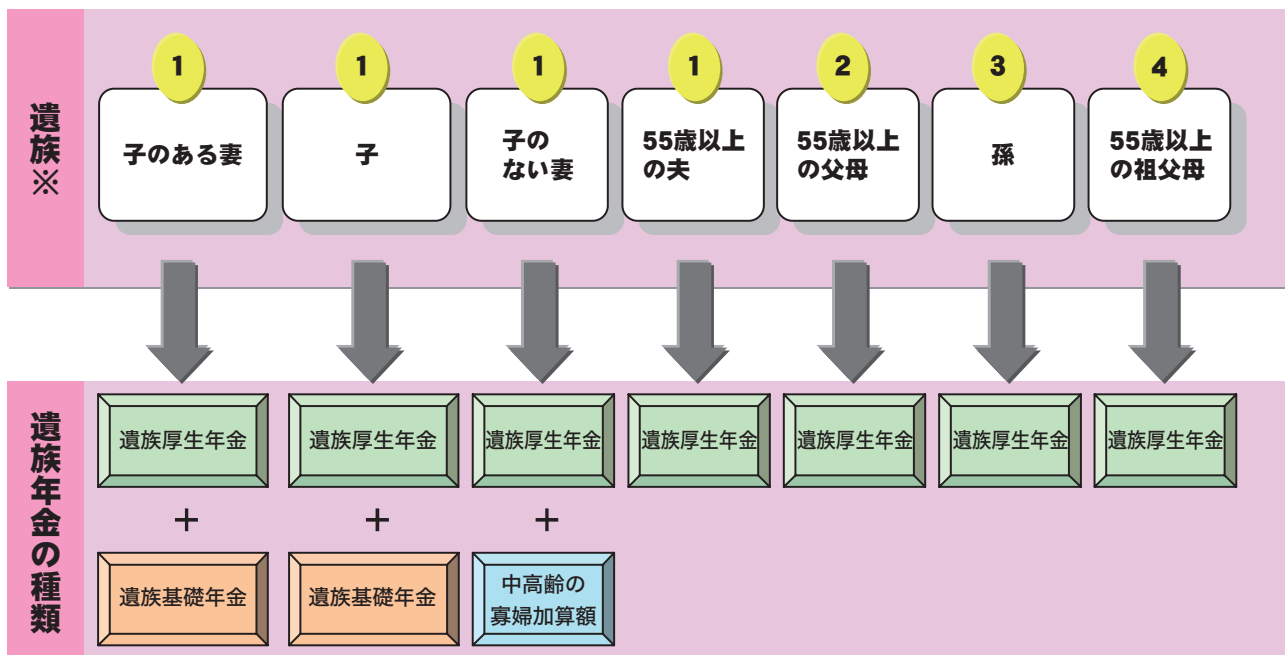 遺族※
1
子のある妻
1
子
1
子の
ない妻
1
55歳以上
の夫
2
55歳以上
の父母
3
孫
4
55歳以上
の祖父母
遺族年金の種類
遺族厚生年金
+
遺族基礎年金
遺族厚生年金
+
遺族基礎年金
遺族厚生年金
+
中高齢の
寡婦加算額
遺族厚生年金
遺族厚生年金
遺族厚生年金
遺族厚生年金